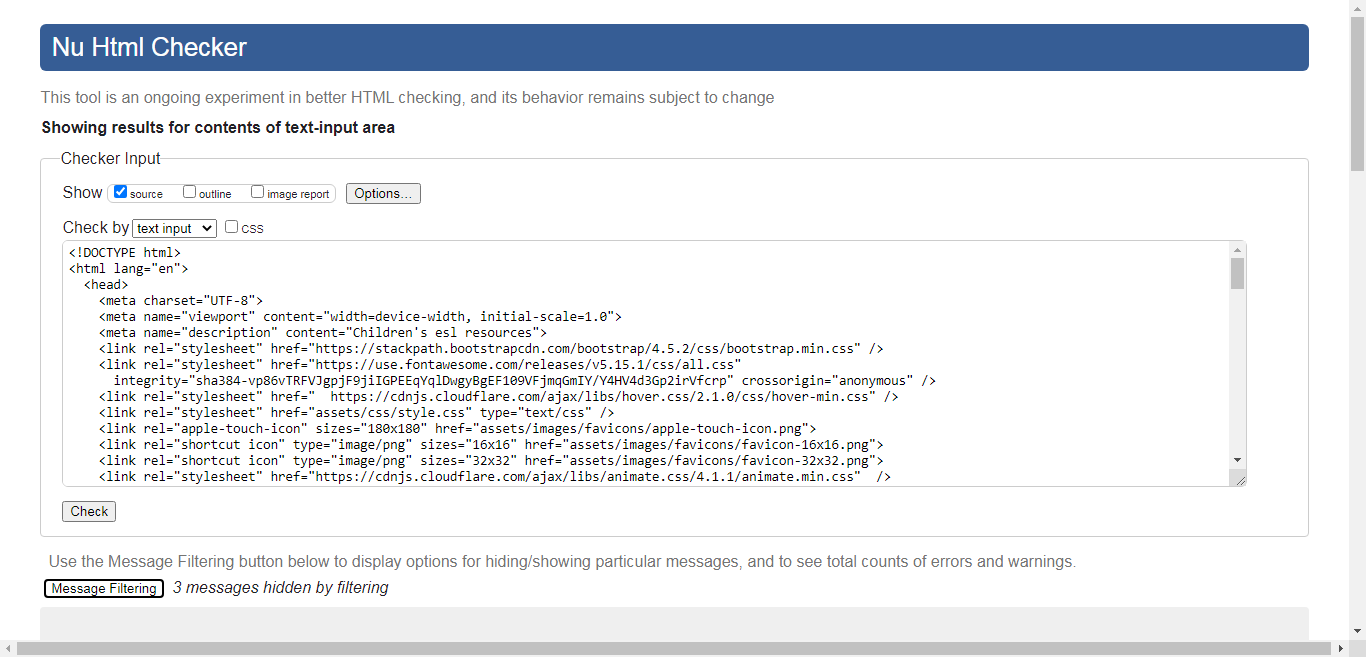 Nu Html Checker
This tool is an ongoing experiment in better HTML checking, and its behavior remains subject to change
Showing results for contents of text-input area
Checker Input
Show source outline image report Options...
Check by text input css
<!DOCTYPE html>
<html lang="en">
<head>
<meta charset="UTF-8">
<meta name="viewport" content="width=device-width, initial-scale=1.0">
<meta name="description" content="Children's esl resources">
<link rel="stylesheet" href="https://stackpath.bootstrapcdn.com/bootstrap/4.5.2/css/bootstrap.min.css" />
<link rel="stylesheet" href="https://use.fontawesome.com/releases/v5.15.1/css/all.css"
integrity="sha384-vp86vTRFVJgpjF9jiIGPEEqYqlDwgyBgEF109VFjmqGmIY/Y4HV4d3Gp2irVfcrp" crossorigin="anonymous" />
<link rel="stylesheet" href="  https://cdnjs.cloudflare.com/ajax/libs/hover.css/2.1.0/css/hover-min.css" />
<link rel="stylesheet" href="assets/css/style.css" type="text/css" />
<link rel="apple-touch-icon" sizes="180x180" href="assets/images/favicons/apple-touch-icon.png">
<link rel="shortcut icon" type="image/png" sizes="16x16" href="assets/images/favicons/favicon-16x16.png">
<link rel="shortcut icon" type="image/png" sizes="32x32" href="assets/images/favicons/favicon-32x32.png">
<link rel="stylesheet" href="https://cdnjs.cloudflare.com/ajax/libs/animate.css/4.1.1/animate.min.css"  />
Check
Use the Message Filtering button below to display options for hiding/showing particular messages, and to see total counts of errors and warnings.
Message Filtering 3 messages hidden by filtering